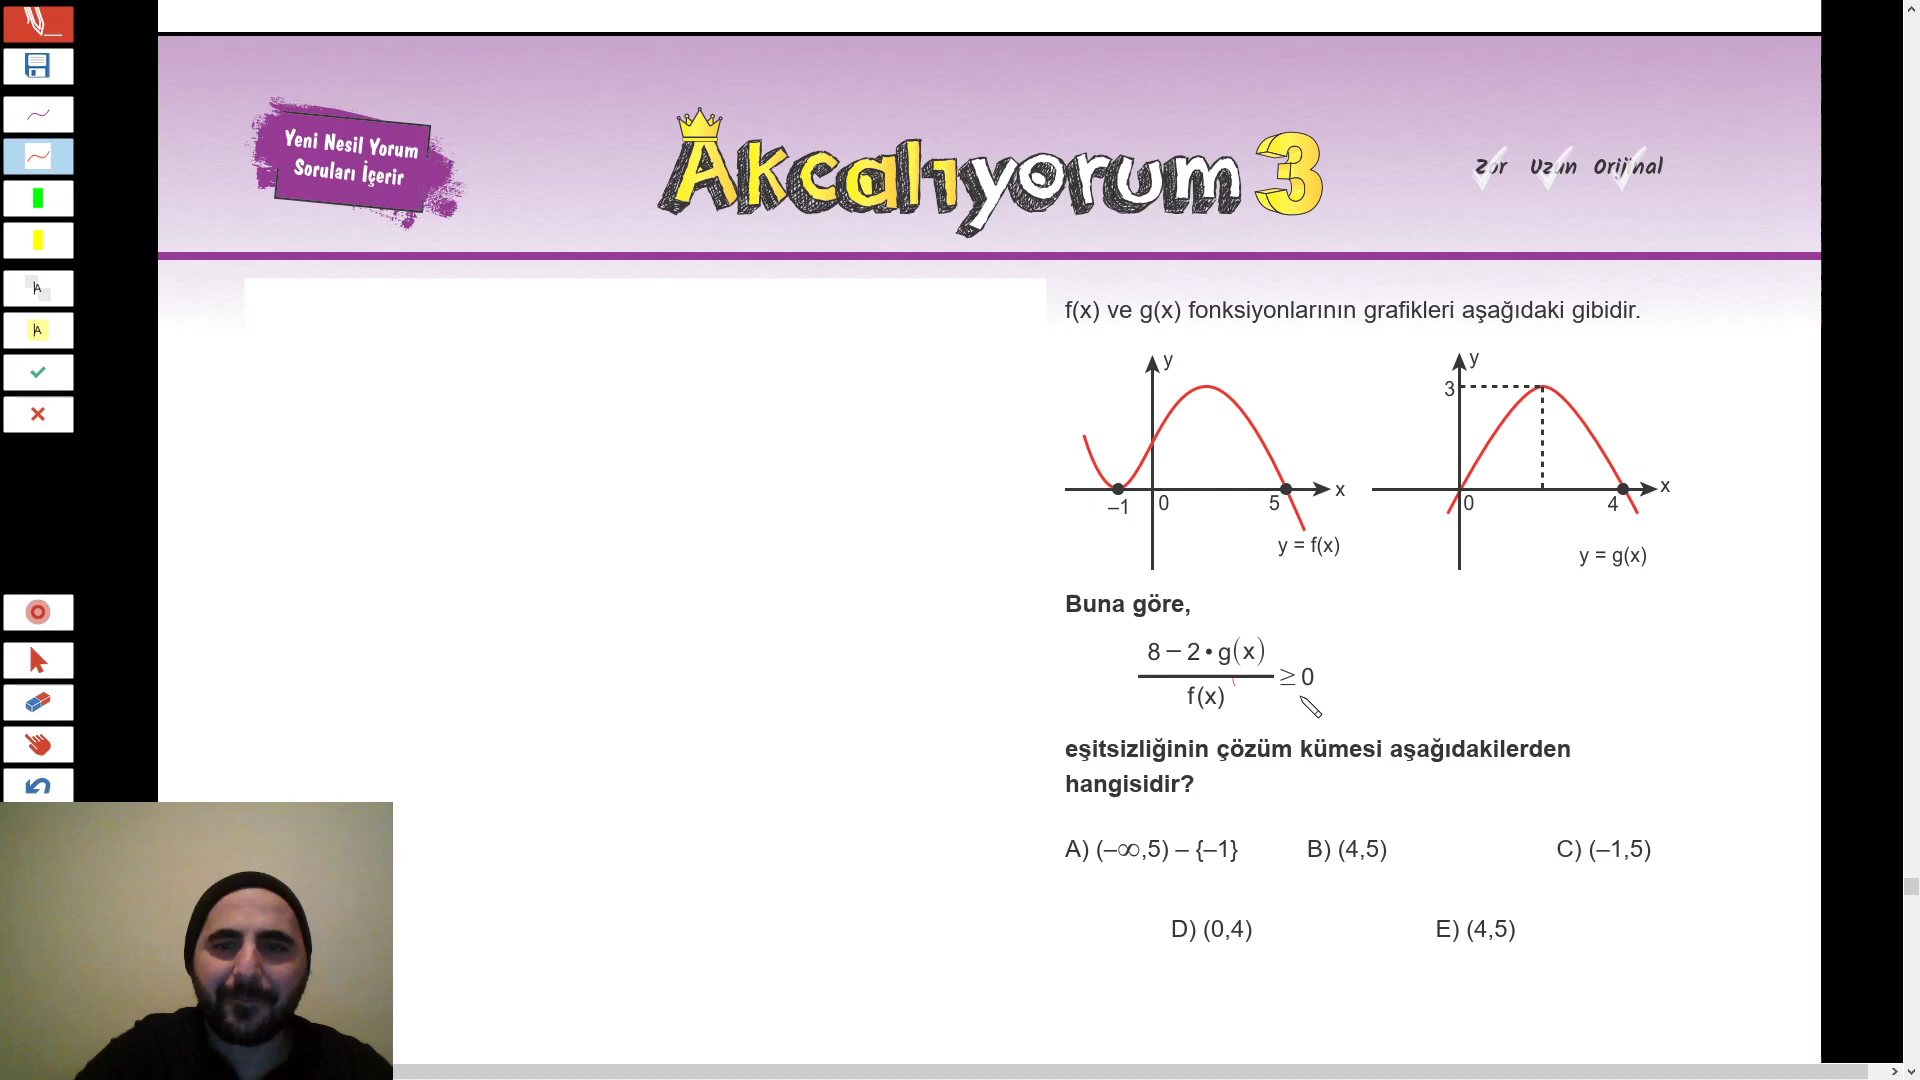 Yeni Nesil Yorum
Soruları İçerir
Akcalıyorum 3
Zor Uzun Orijinal
f(x) ve g(x) fonksiyonlarının grafikleri aşağıdaki gibidir.
y
–1 0 5 x
y = f(x)
y
3
0 4 x
y = g(x)
Buna göre,
8 – 2 • g(x)
f(x)
≥ 0
eşitsizliğinin çözüm kümesi aşağıdakilerden
hangisidir?
A) (–∞,5) – {–1} B) (4,5) C) (–1,5)
D) (0,4) E) (4,5)